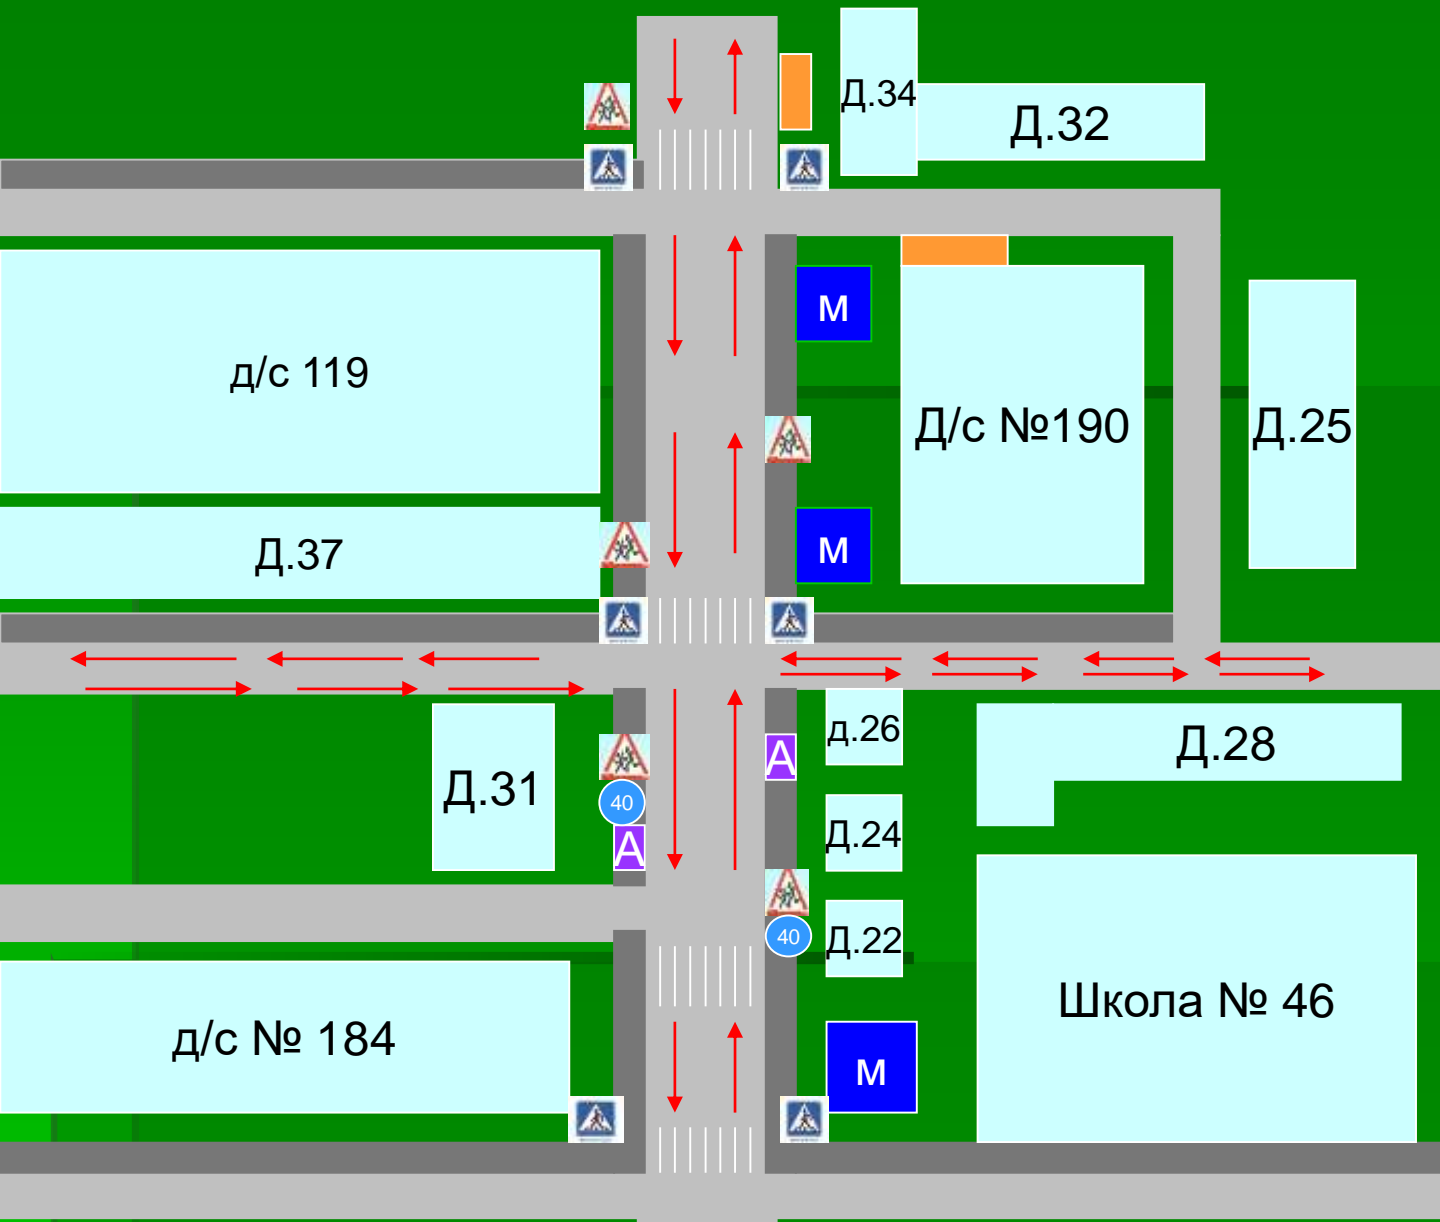 Д.34
Д.32
м
д/с 119
Д/с №190
Д.25
Д.37
м
д.26
Д.28
А
Д.31
40
А
Д.24
40
Д.22
Школа № 46
д/с № 184
м